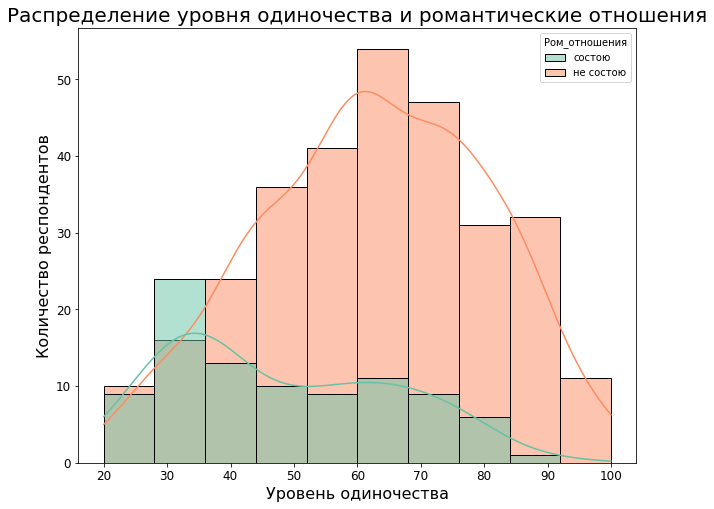 Распределение уровня одиночества и романтические отношения
Ром_отношения
состою
не состою
Количество респондентов
50
40
30
20
10
0
20 30 40 50 60 70 80 90 100
Уровень одиночества